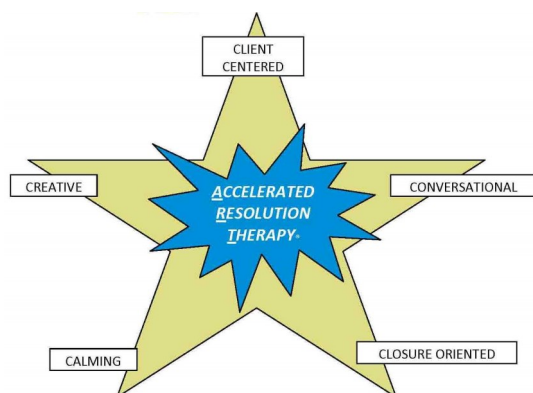 CLIENT
CENTERED
CREATIVE
ACCELERATED
RESOLUTION
THERAPY®
CONVERSATIONAL
CALMING
CLOSURE ORIENTED